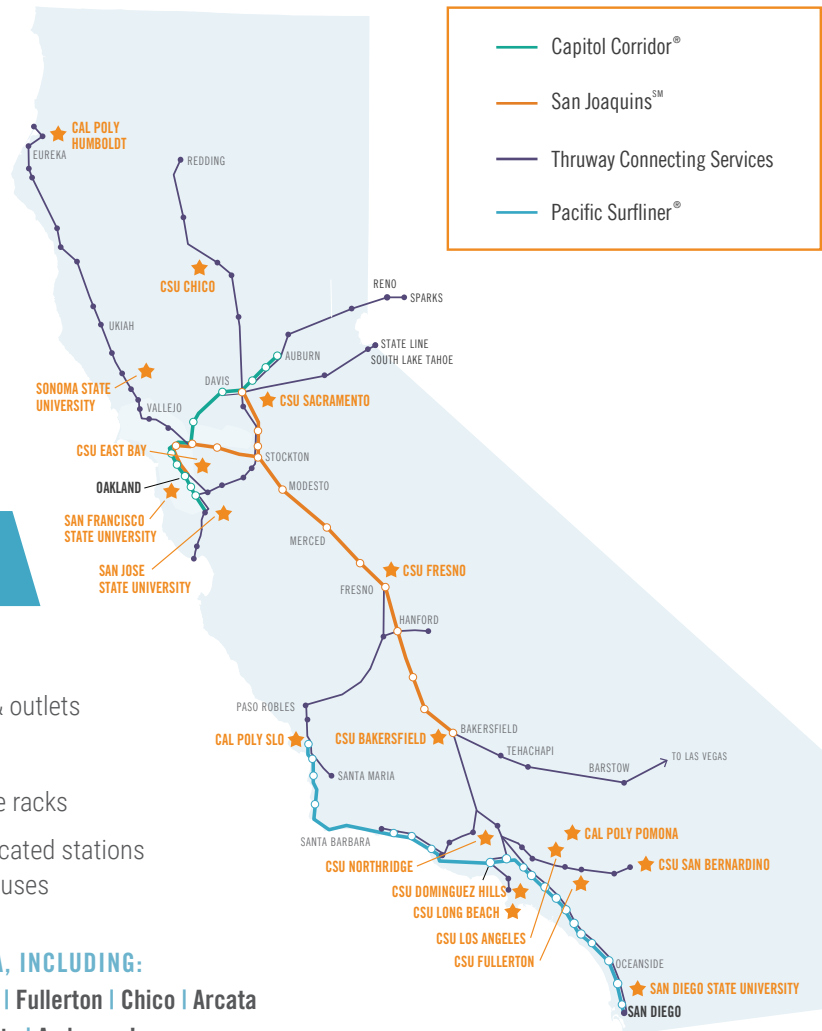 Capitol Corridor®
San Joaquins℠
Thruway Connecting Services
Pacific Surfliner®
CAL POLY
HUMBOLDT
EUREKA
REDDING
CSU CHICO
RENO
SPARKS
UKIAH
STATE LINE
SOUTH LAKE TAHOE
AUBURN
DAVIS
SONOMA STATE
UNIVERSITY
CSU SACRAMENTO
VALLEJO
CSU EAST BAY
STOCKTON
OAKLAND
MODESTO
SAN FRANCISCO
STATE UNIVERSITY
MERCED
SAN JOSE
STATE UNIVERSITY
CSU FRESNO
FRESNO
HANFORD
PASO ROBLES
CAL POLY SLO
CSU BAKERSFIELD
BAKERSFIELD
TEHACHAPI
TO LAS VEGAS
BARSTOW
SANTA MARIA
SANTA BARBARA
CAL POLY POMONA
CSU NORTHRIDGE
CSU SAN BERNARDINO
CSU DOMINGUEZ HILLS
CSU LONG BEACH
CSU LOS ANGELES
CSU FULLERTON
OCEANSIDE
SAN DIEGO STATE UNIVERSITY
SAN DIEGO
& outlets
racks
stations
A, INCLUDING:
| Fullerton | Chico | Arcata